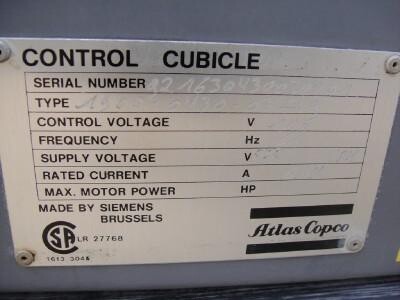 CONTROL CUBICLE
SERIAL NUMBER
TYPE
CONTROL VOLTAGE V
FREQUENCY Hz
SUPPLY VOLTAGE V
RATED CURRENT A
MAX. MOTOR POWER HP
MADE BY SIEMENS
BRUSSELS
SA LR 27768
1613 3048
Atlas Copco